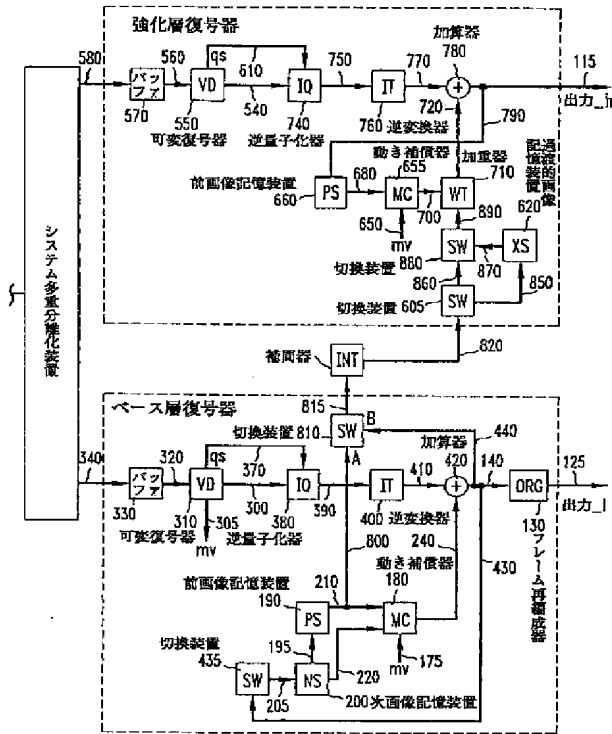 強化層復号器
580
バッファ
570
560
VD
qs
550
可変復号器
610
540
IQ
740
逆量子化器
750
IT
760
逆変換器
770
加算器
780
+
720
115
出力_h
790
動き補償器
加重器
前画像記憶装置
PS
660
680
655
MC
700
WT
710
過渡的画像記憶装置
650
mv
890
620
切換装置
SW
880
870
XS
860
切換装置
605
SW
850
システム多重分離化装置
補間器
INT
820
815
ベース層復号器
切換装置
810
SW
B
A
440
340
バッファ
330
320
VD
qs
310
可変復号器
370
300
305
mv
IQ
380
逆量子化器
390
IT
400
逆変換器
410
加算器
420
+
140
ORG
130
フレーム再編成器
125
出力_l
800
240
430
前画像記憶装置
動き補償器
210
180
190
PS
MC
195
220
175
mv
切換装置
435
SW
205
NS
200
次画像記憶装置